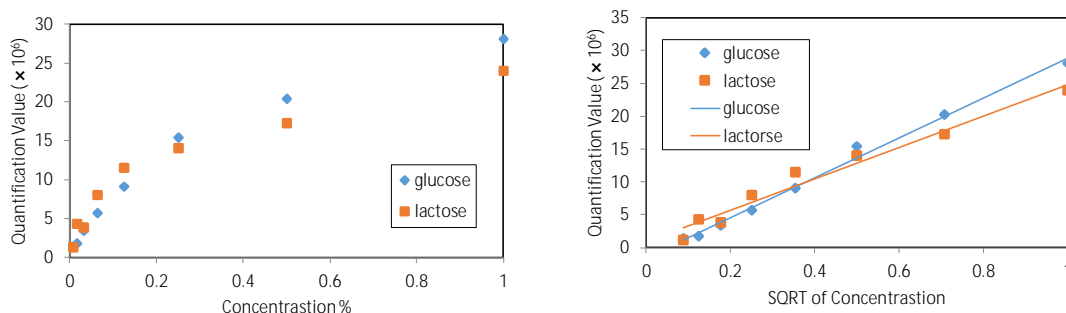 Quantification Value ( × 10⁶)
30
25
20
15
10
5
0
glucose
lactose
0 0.2 0.4 0.6 0.8 1
Concentrastion %
Quantification Value ( × 10⁶)
35
30
25
20
15
10
5
0
glucose
lactose
glucose
lactorse
0 0.2 0.4 0.6 0.8 1
SQRT of Concentrastion